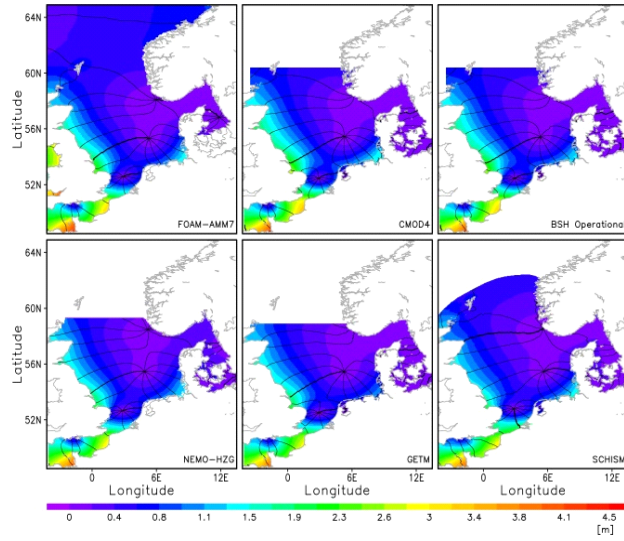 64N
60N
56N
52N
Latitude
FOAM-AMM7
CMOD4
BSH Operational
64N
60N
56N
52N
Latitude
NEMO-HZG
GETM
SCHISM
0 6E 12E 0 6E 12E 0 6E 12E
Longitude Longitude Longitude
0 0.4 0.8 1.1 1.5 1.9 2.3 2.6 3 3.4 3.8 4.1 4.5
[m]